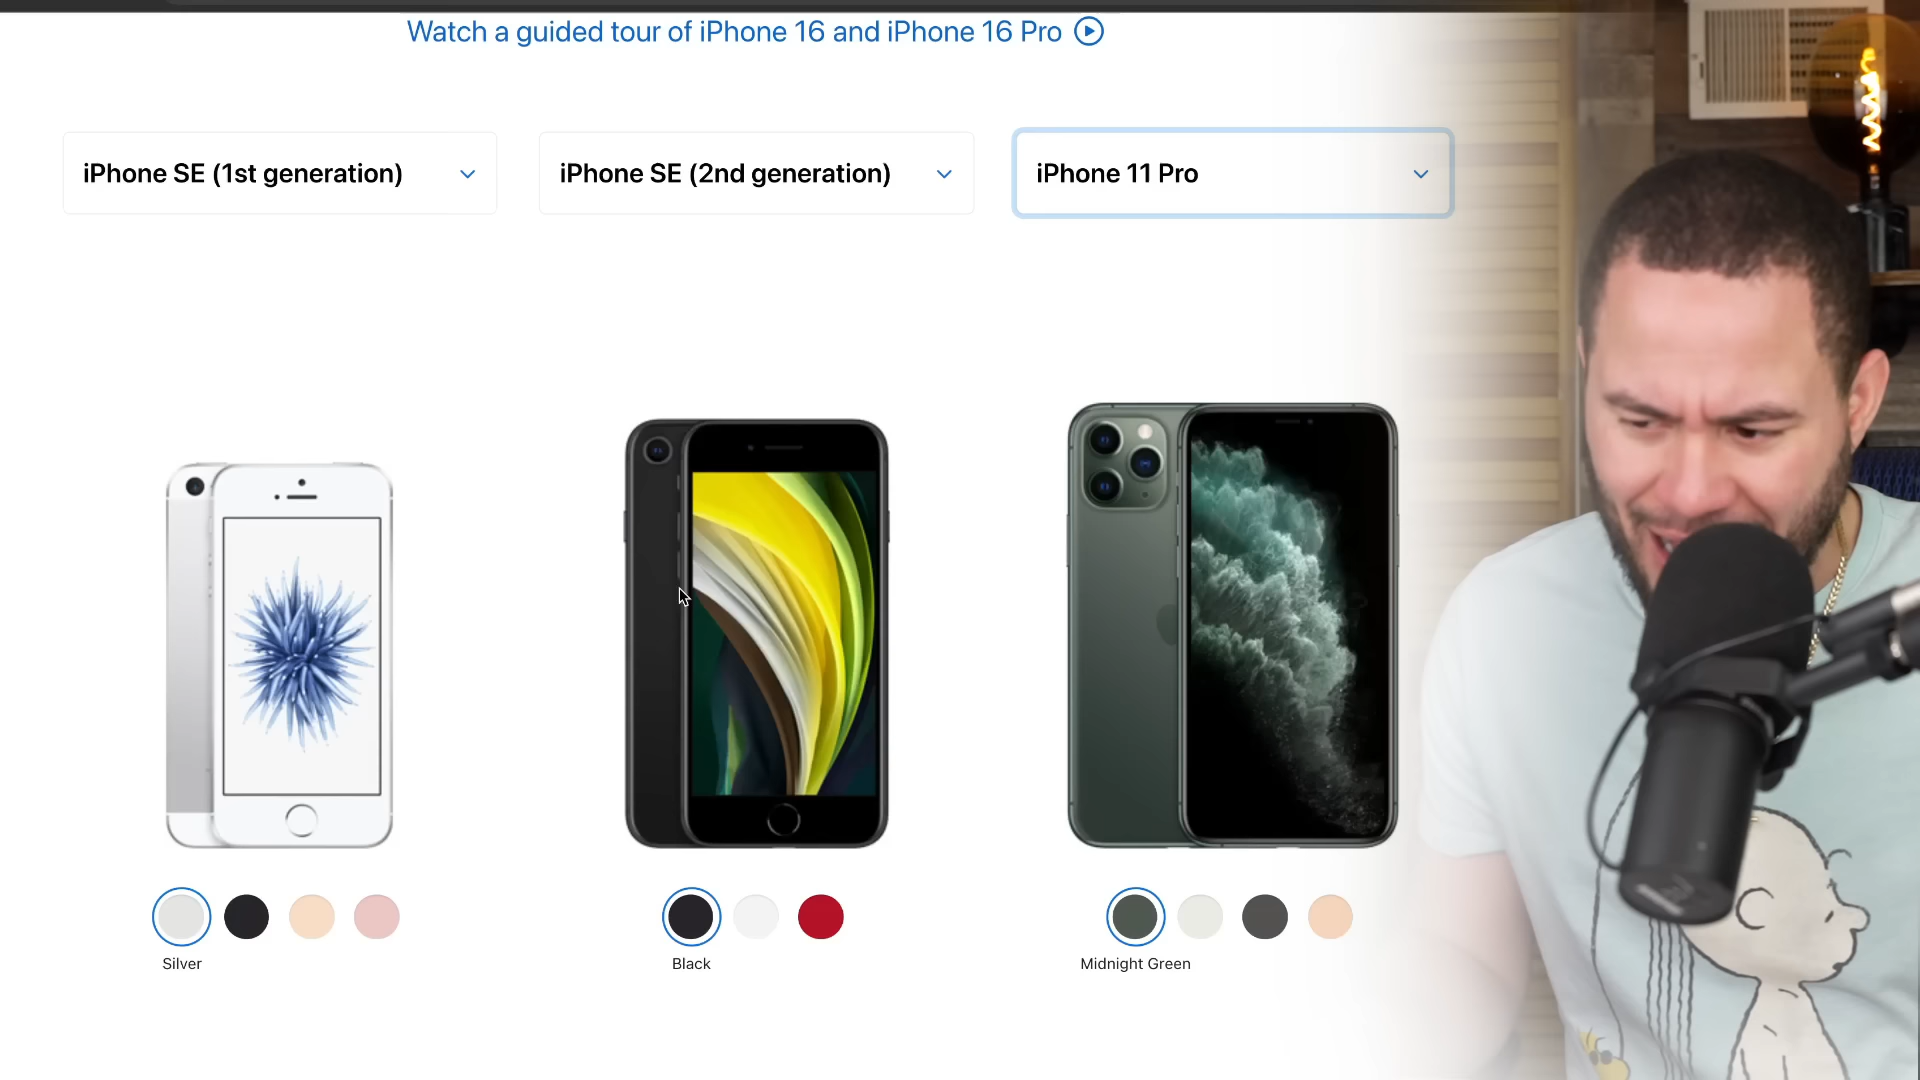 Watch a guided tour of iPhone 16 and iPhone 16 Pro
iPhone SE (1st generation)
iPhone SE (2nd generation)
iPhone 11 Pro
Silver
Black
Midnight Green